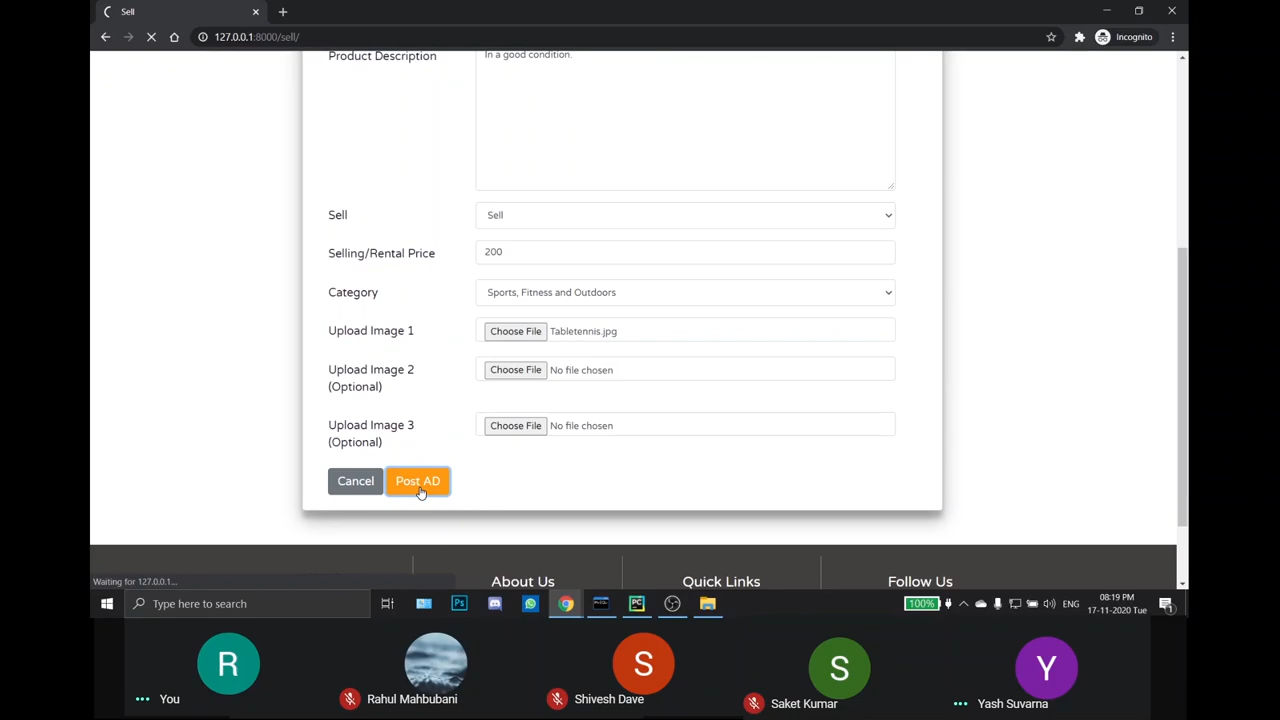 Sell
127.0.0.1:8000/sell/
Incognito
Product Description
In a good condition.
Sell
Sell
Selling/Rental Price
200
Category
Sports, Fitness and Outdoors
Upload Image 1
Choose File Tabletennis.jpg
Upload Image 2
(Optional)
Choose File No file chosen
Upload Image 3
(Optional)
Choose File No file chosen
Cancel
Post AD
About Us
Quick Links
Follow Us
Waiting for 127.0.0.1...
Type here to search
Ps
PC
100%
ENG
08:19 PM
17-11-2020 Tue
1
R
S
S
Y
You
Rahul Mahbubani
Shivesh Dave
Saket Kumar
Yash Suvarna